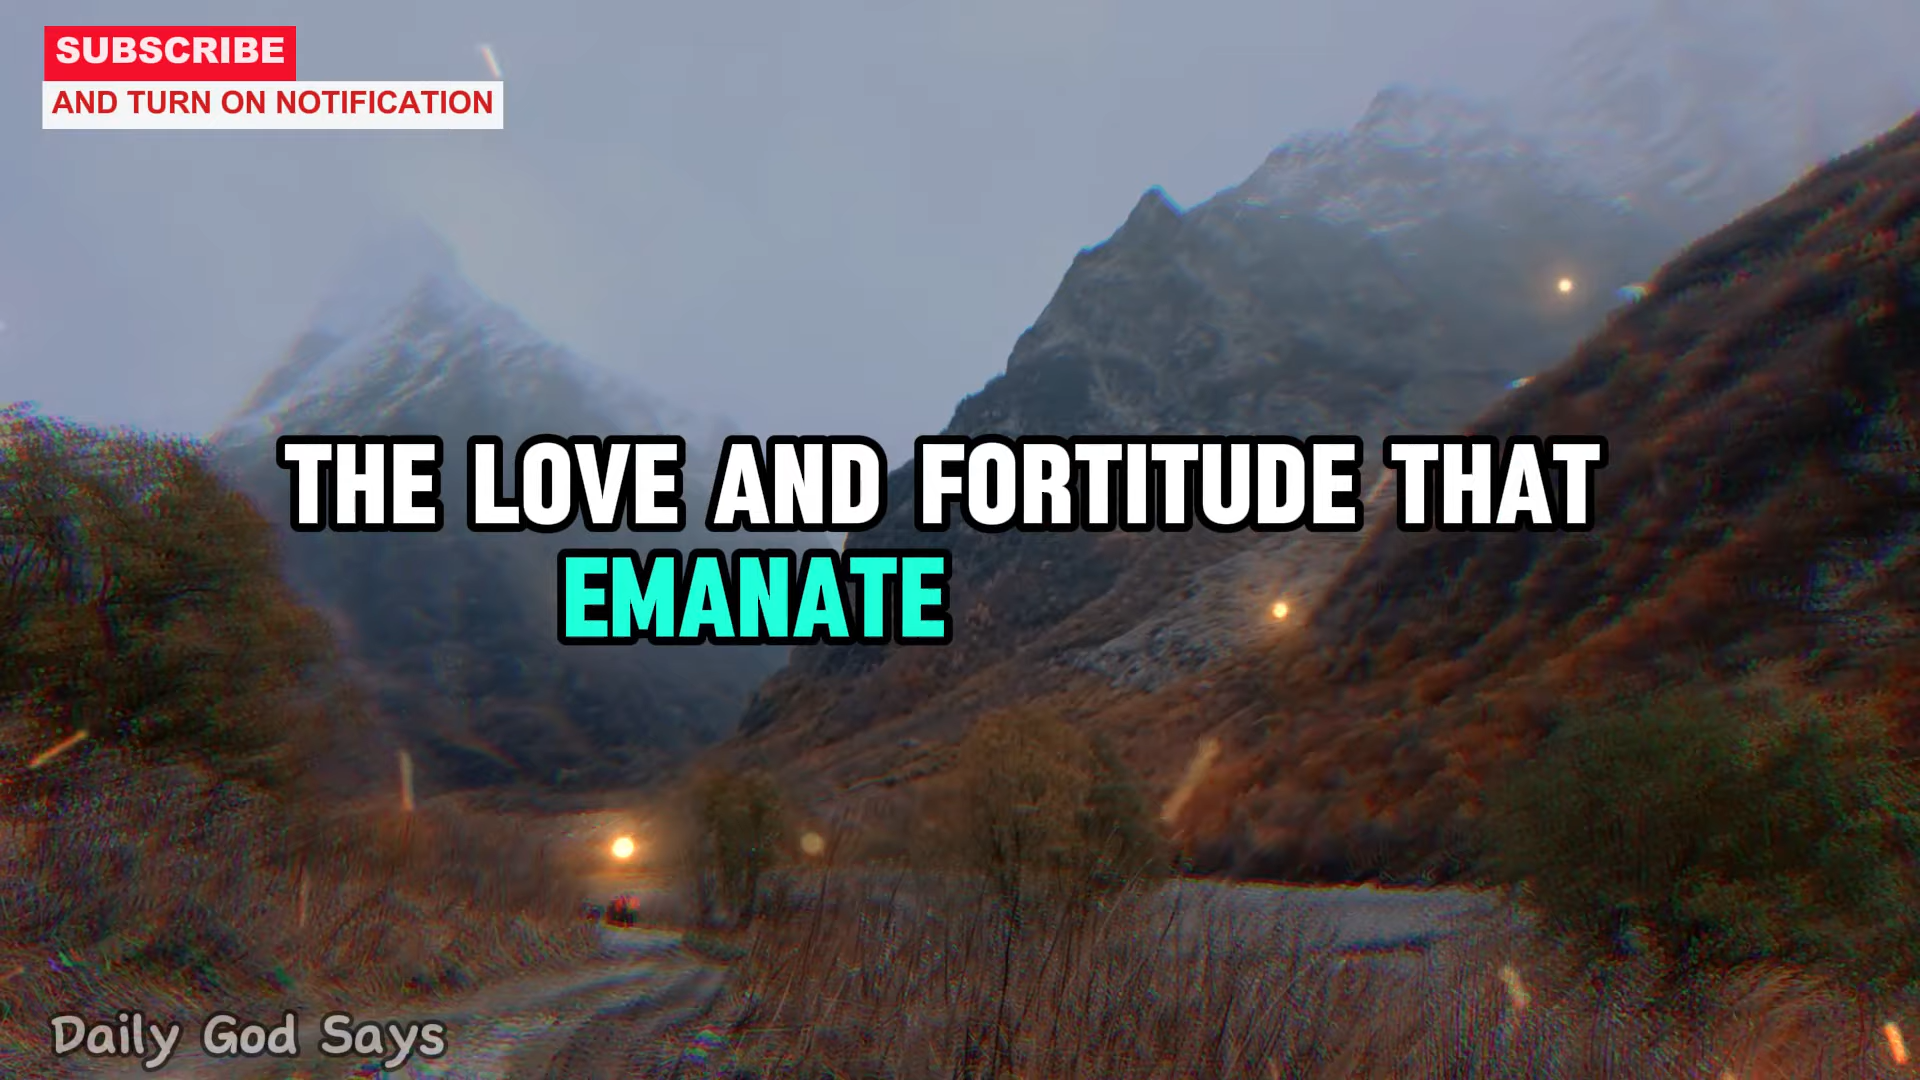 SUBSCRIBE
AND TURN ON NOTIFICATION
THE LOVE AND FORTITUDE THAT
EMANATE
Daily God Says